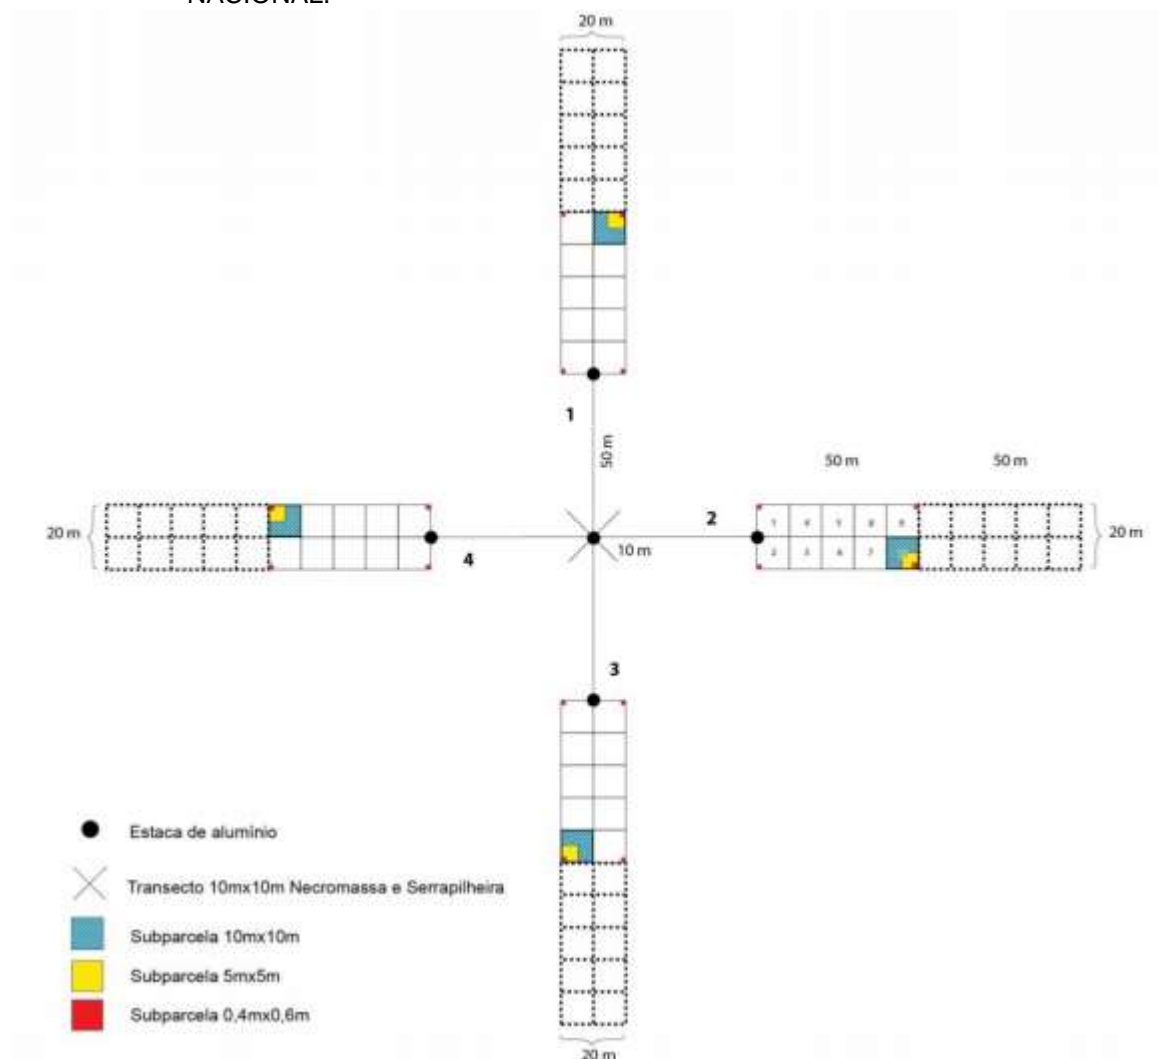 NACIONAL.
20 m
1
50 m
50 m
50 m
2
20 m
10 m
20 m
4
3
Estaca de alumínio
Transecto 10mx10m Necromassa e Serrapilheira
Subparcela 10mx10m
Subparcela 5mx5m
Subparcela 0,4mx0,6m
20 m